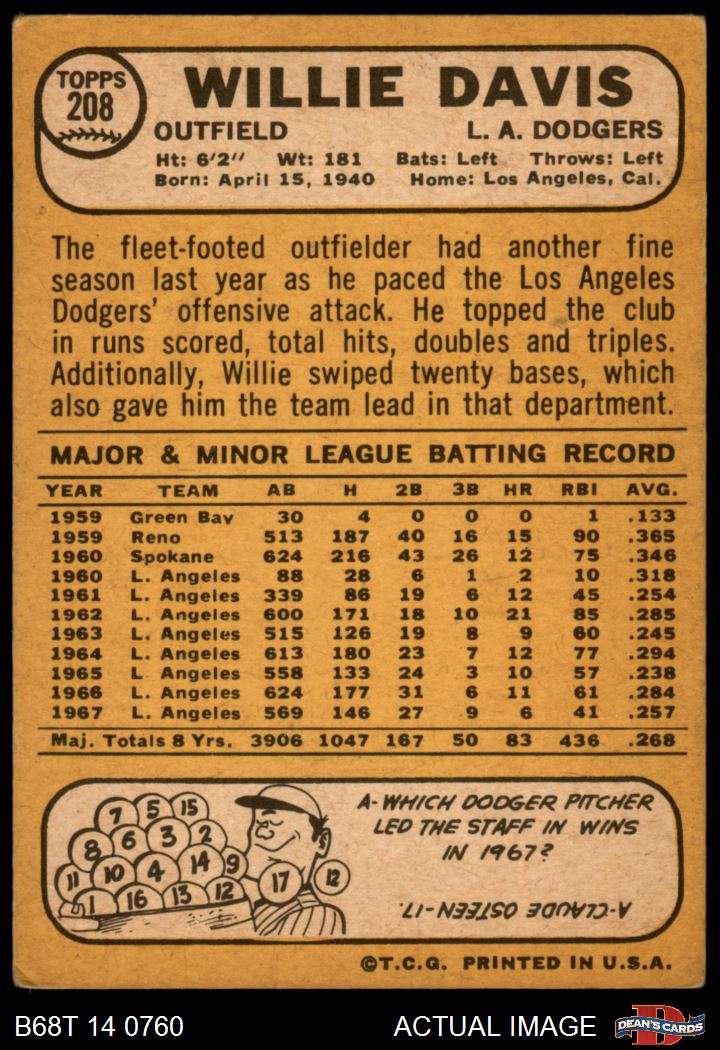 TOPPS
208
WILLIE DAVIS
OUTFIELD L. A. DODGERS
Ht: 6'2" Wt: 181 Bats: Left Throws: Left
Born: April 15, 1940 Home: Los Angeles, Cal.
The fleet-footed outfielder had another fine
season last year as he paced the Los Angeles
Dodgers' offensive attack. He topped the club
in runs scored, total hits, doubles and triples.
Additionally, Willie swiped twenty bases, which
also gave him the team lead in that department.
MAJOR & MINOR LEAGUE BATTING RECORD
YEAR TEAM AB H 2B 3B HR RBI AVG.
1959 Green Bay 30 4 0 0 0 1 .133
1959 Reno 513 187 40 16 15 90 .365
1960 Spokane 624 216 43 26 12 75 .346
1960 L. Angeles 88 28 6 1 2 10 .318
1961 L. Angeles 339 86 19 6 12 45 .254
1962 L. Angeles 600 171 18 10 21 85 .285
1963 L. Angeles 515 126 19 8 9 60 .245
1964 L. Angeles 613 180 23 7 12 77 .294
1965 L Angeles 558 133 24 3 10 57 .238
1966 L. Angeles 624 177 31 6 11 61 .284
1967 L. Angeles 569 146 27 9 6 41 .257
Maj. Totals 8 Yrs. 3906 1047 167 50 83 436 .268
7 5 15
8 6 3 2
11 10 4 14 9
1 16 13 12 17 12
A-WHICH DODGER PITCHER
LED THE STAFF IN WINS
IN 1967?
A-CLAUDE OSTEEN-17.
©T.C.G. PRINTED IN U.S.A.
B68T 14 0760 ACTUAL IMAGE
D
DEAN'S CARDS